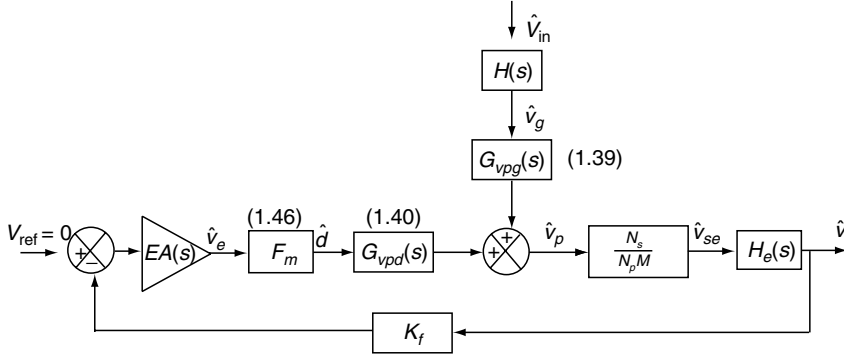 V̂in
H(s)
v̂g
Gvpg(s) (1.39)
Vref = 0
+
−
EA(s)
v̂e
(1.46)
Fm
d̂
(1.40)
Gvpd(s)
+
+
v̂p
Ns
NpM
v̂se
He(s)
v̂
Kf